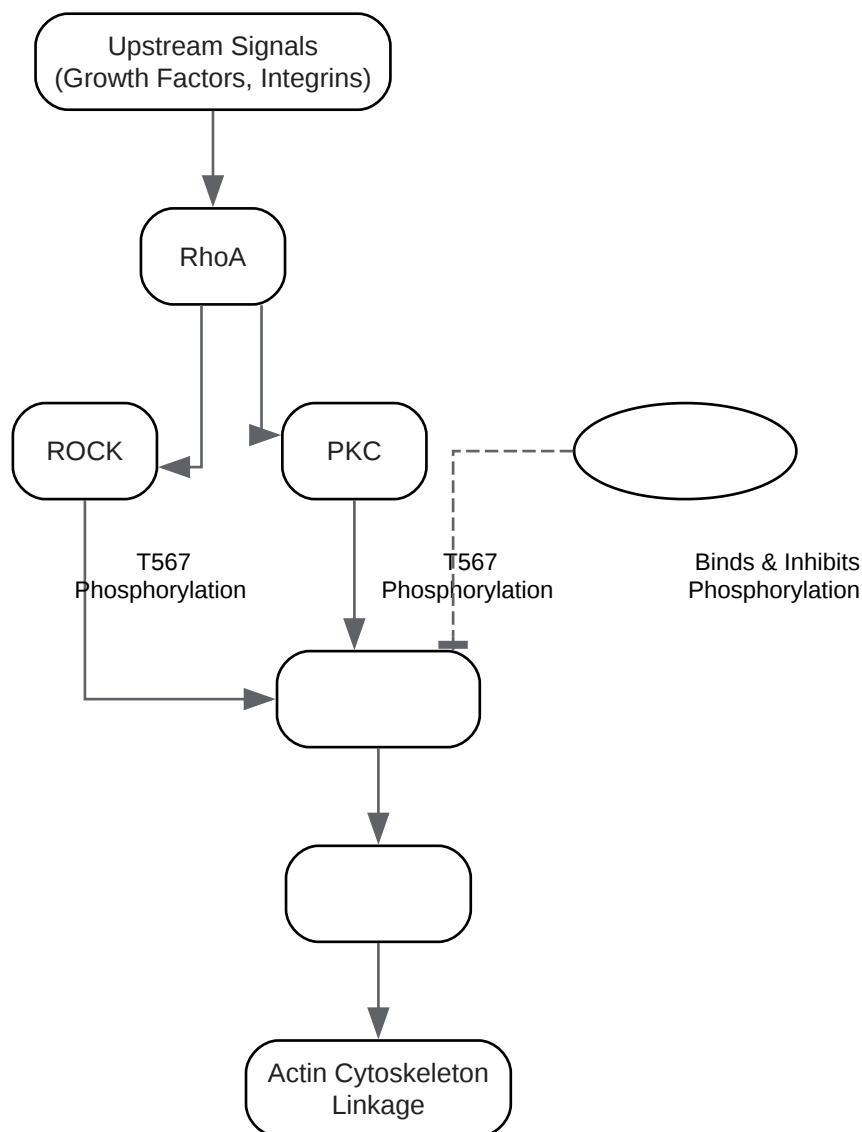 Upstream Signals
(Growth Factors, Integrins)
RhoA
ROCK
PKC
T567
Phosphorylation
T567
Phosphorylation
Binds & Inhibits
Phosphorylation
Actin Cytoskeleton
Linkage